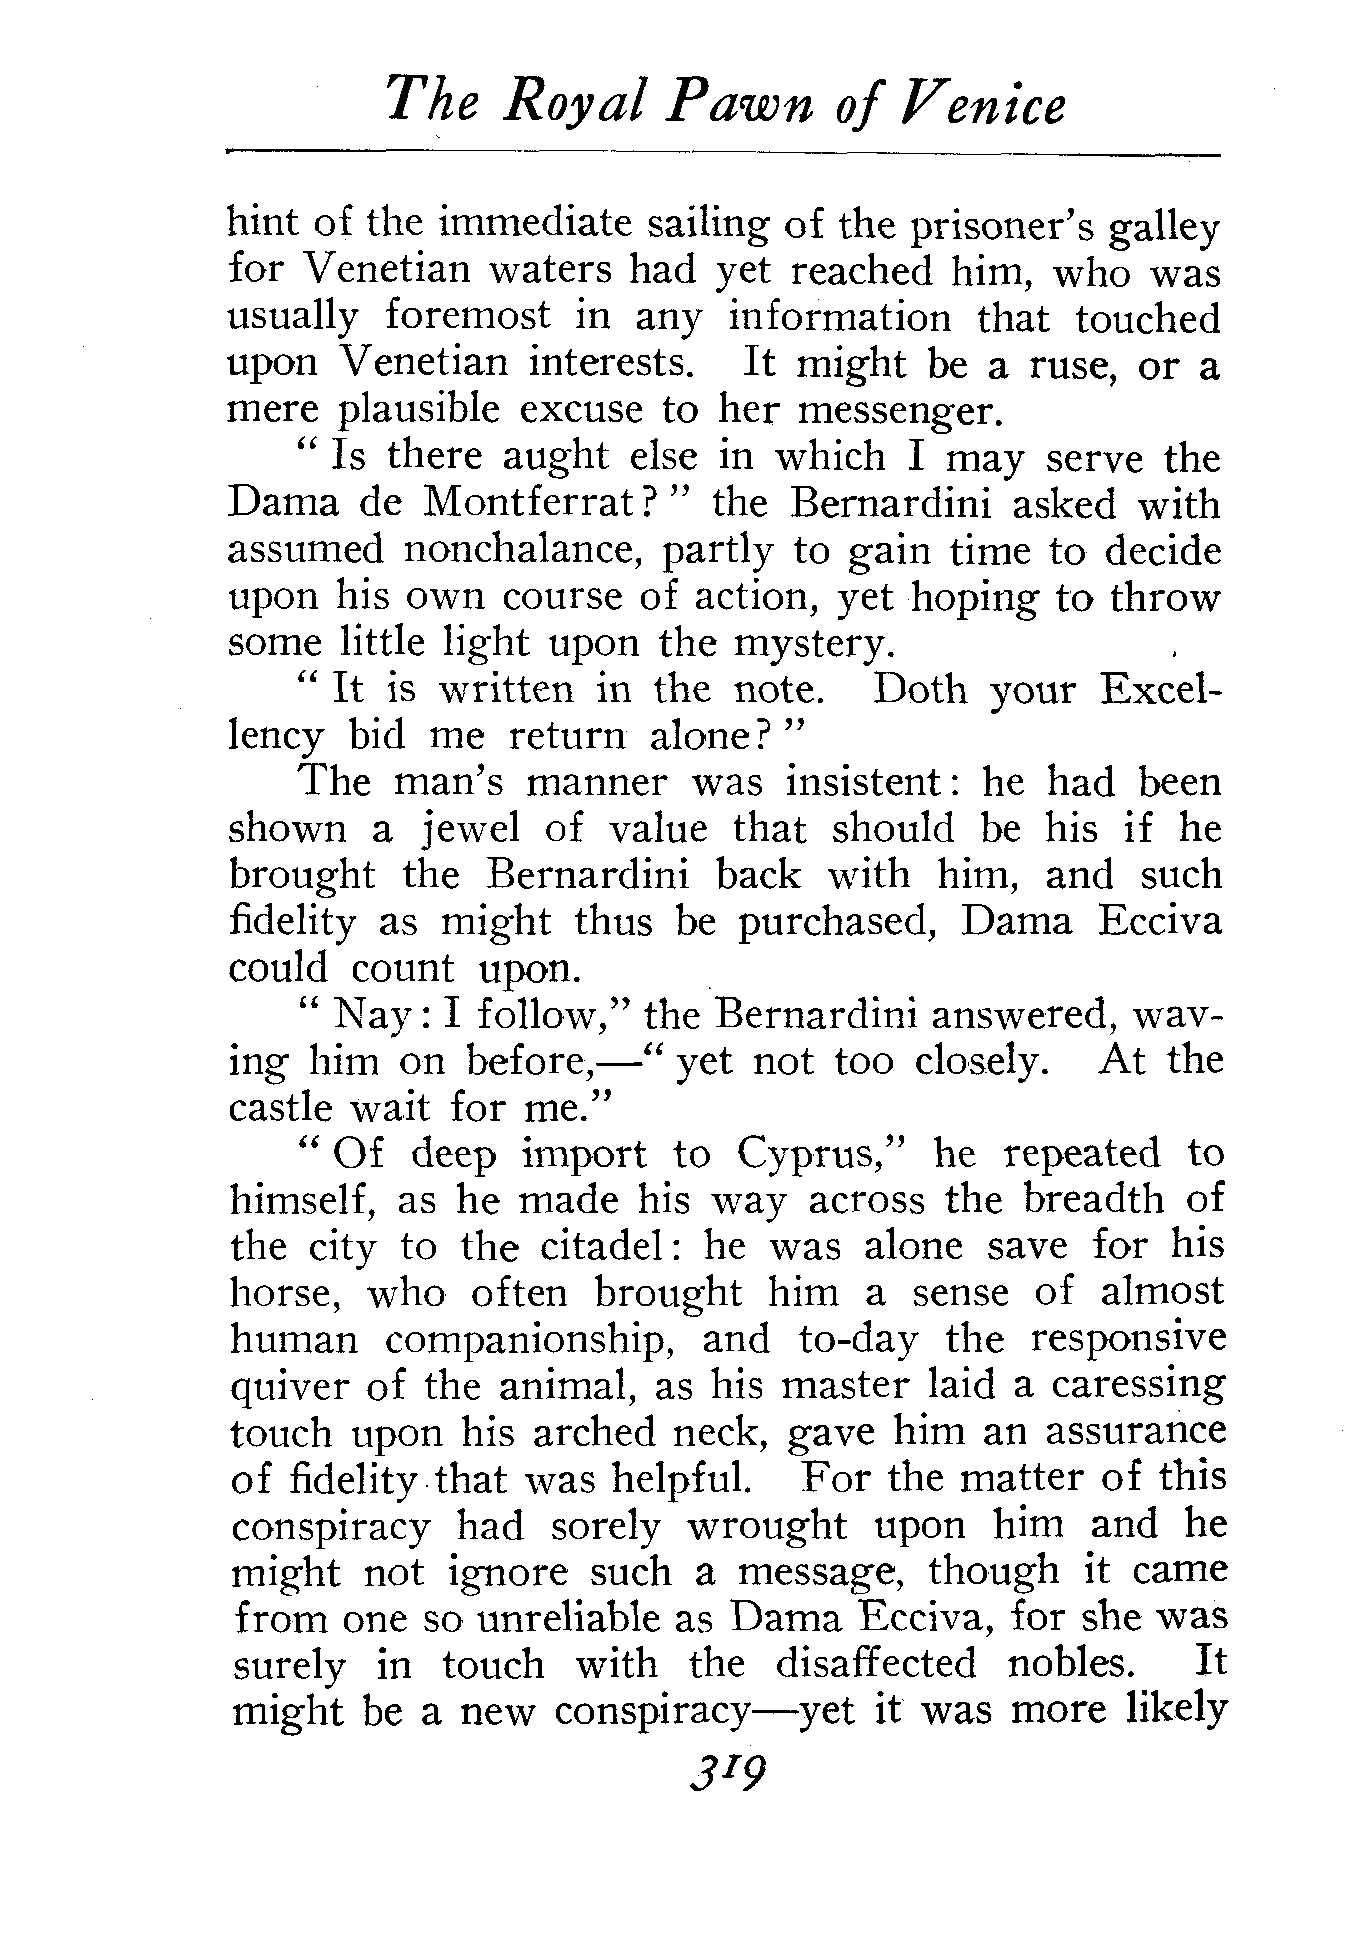 The Royal Pawn of Venice
hint of the immediate sailing of the prisoner's galley
for Venetian waters had yet reached him, who was
usually foremost in any information that touched
upon Venetian interests. It might be a ruse, or a
mere plausible excuse to her messenger.
" Is there aught else in which I may serve the
Dama de Montferrat? " the Bernardini asked with
assumed nonchalance, partly to gain time to decide
upon his own course of action, yet hoping to throw
some little light upon the mystery.
" It is written in the note. Doth your Excel-
lency bid me return alone? "
The man's manner was insistent: he had been
shown a jewel of value that should be his if he
brought the Bernardini back with him, and such
fidelity as might thus be purchased, Dama Ecciva
could count upon.
" Nay: I follow," the Bernardini answered, wav-
ing him on before,—" yet not too closely. At the
castle wait for me."
" Of deep import to Cyprus," he repeated to
himself, as he made his way across the breadth of
the city to the citadel: he was alone save for his
horse, who often brought him a sense of almost
human companionship, and to-day the responsive
quiver of the animal, as his master laid a caressing
touch upon his arched neck, gave him an assurance
of fidelity that was helpful. For the matter of this
conspiracy had sorely wrought upon him and he
might not ignore such a message, though it came
from one so unreliable as Dama Ecciva, for she was
surely in touch with the disaffected nobles. It
might be a new conspiracy—yet it was more likely
319